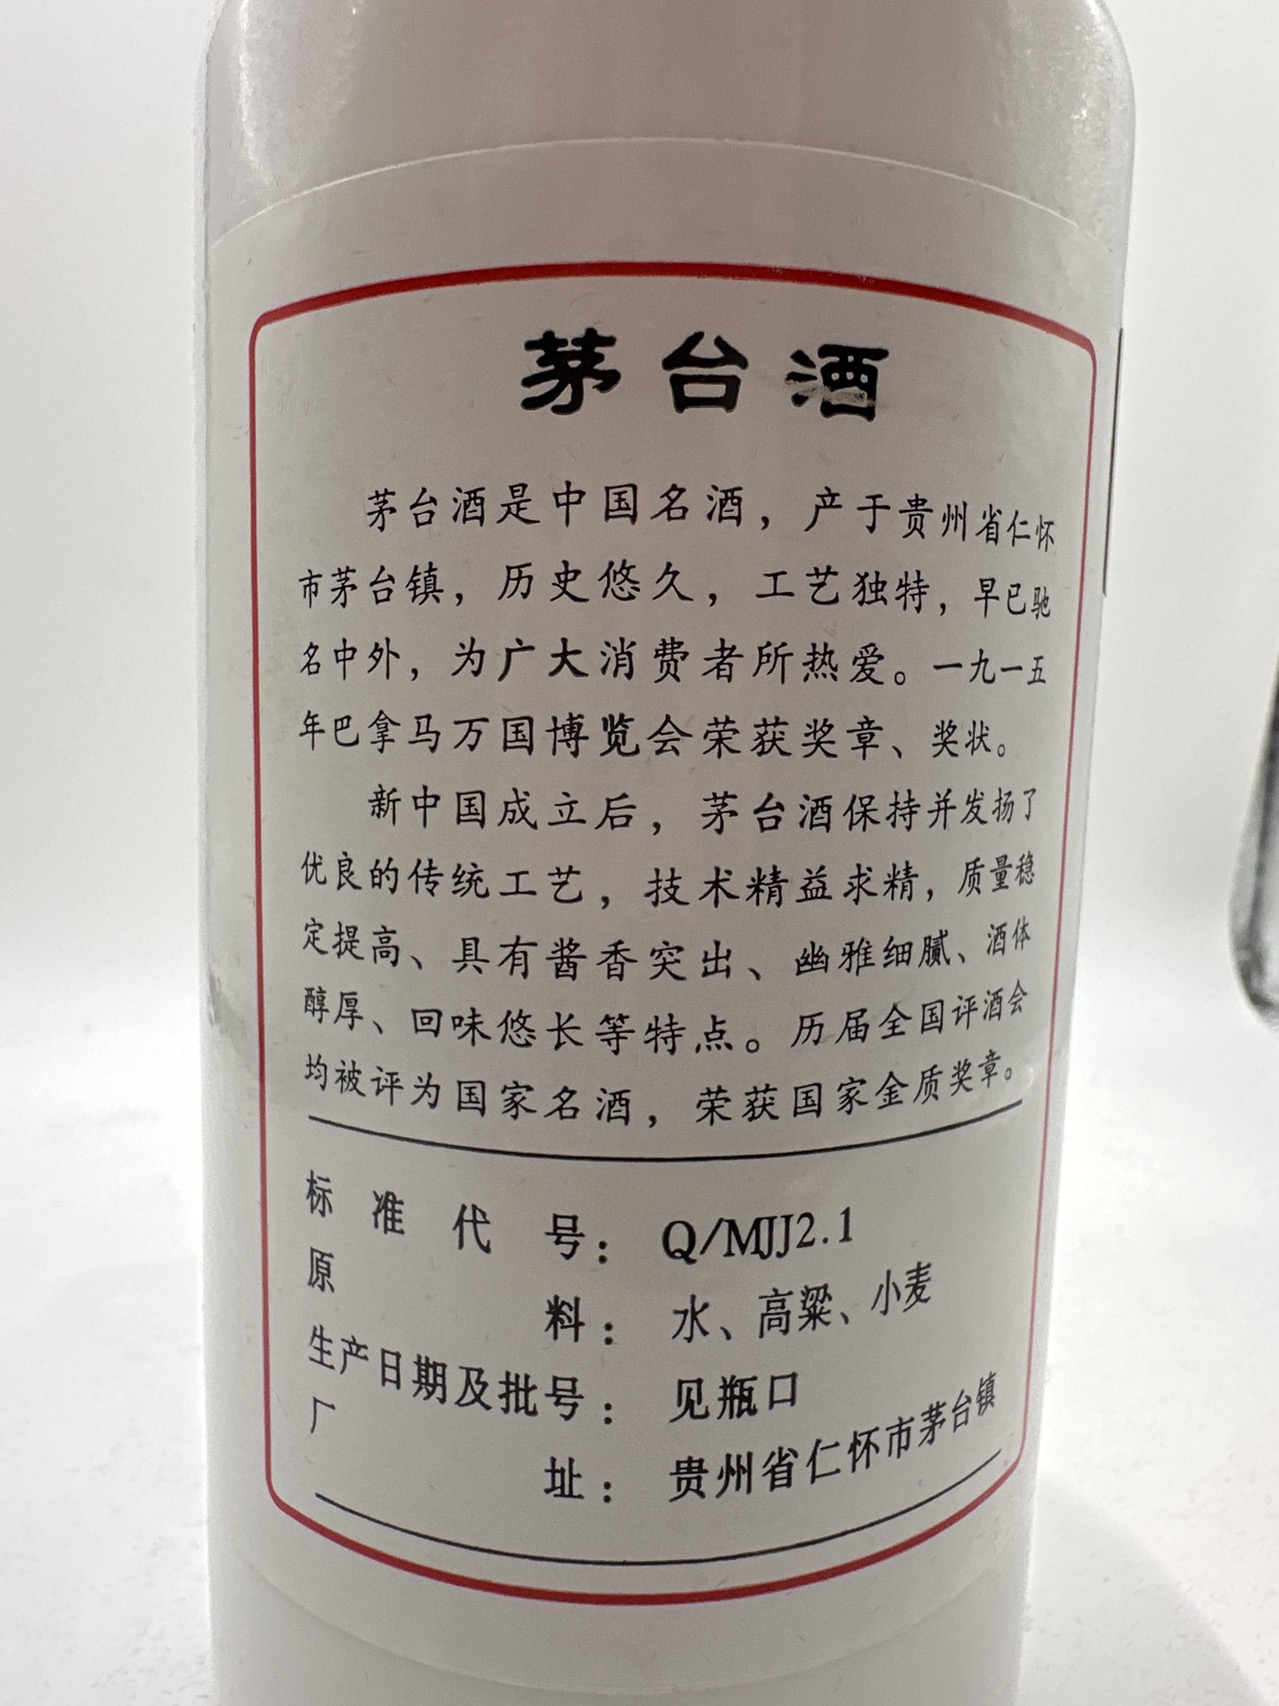 茅台酒
茅台酒是中国名酒，产于贵州省仁怀
市茅台镇，历史悠久，工艺独特，早已驰
名中外，为广大消费者所热爱。一九一五
年巴拿马万国博览会荣获奖章、奖状。
新中国成立后，茅台酒保持并发扬了
优良的传统工艺，技术精益求精，质量稳
定提高、具有酱香突出、幽雅细腻、酒体
醇厚、回味悠长等特点。历届全国评酒会
均被评为国家名酒，荣获国家金质奖章。
标准代号：Q/MJJ2.1
原料：水、高粱、小麦
生产日期及批号：见瓶口
厂址：贵州省仁怀市茅台镇